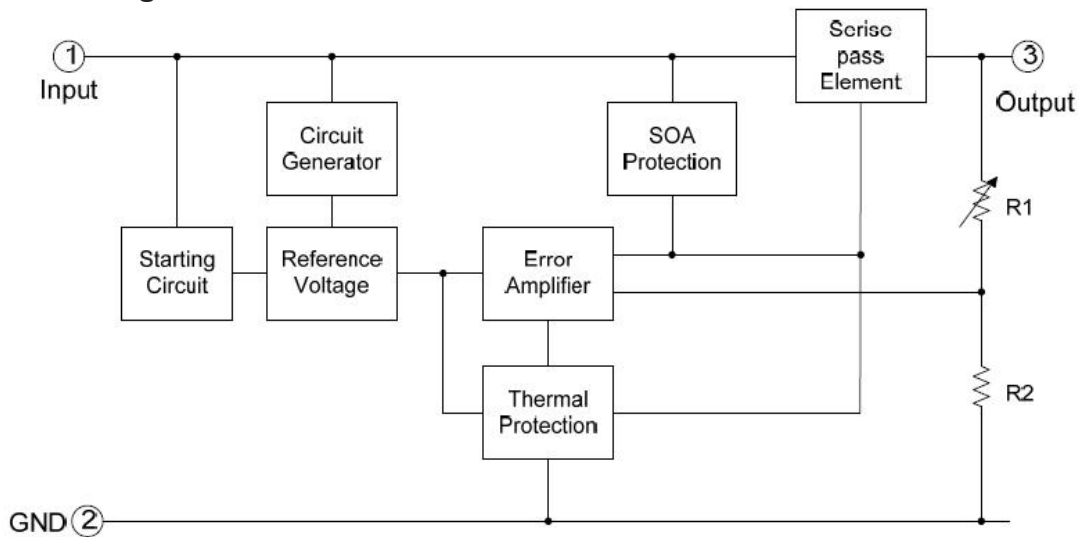 Serise
pass
Element
1
Input
3
Output
Circuit
Generator
SOA
Protection
R1
Starting
Circuit
Reference
Voltage
Error
Amplifier
Thermal
Protection
R2
GND 2